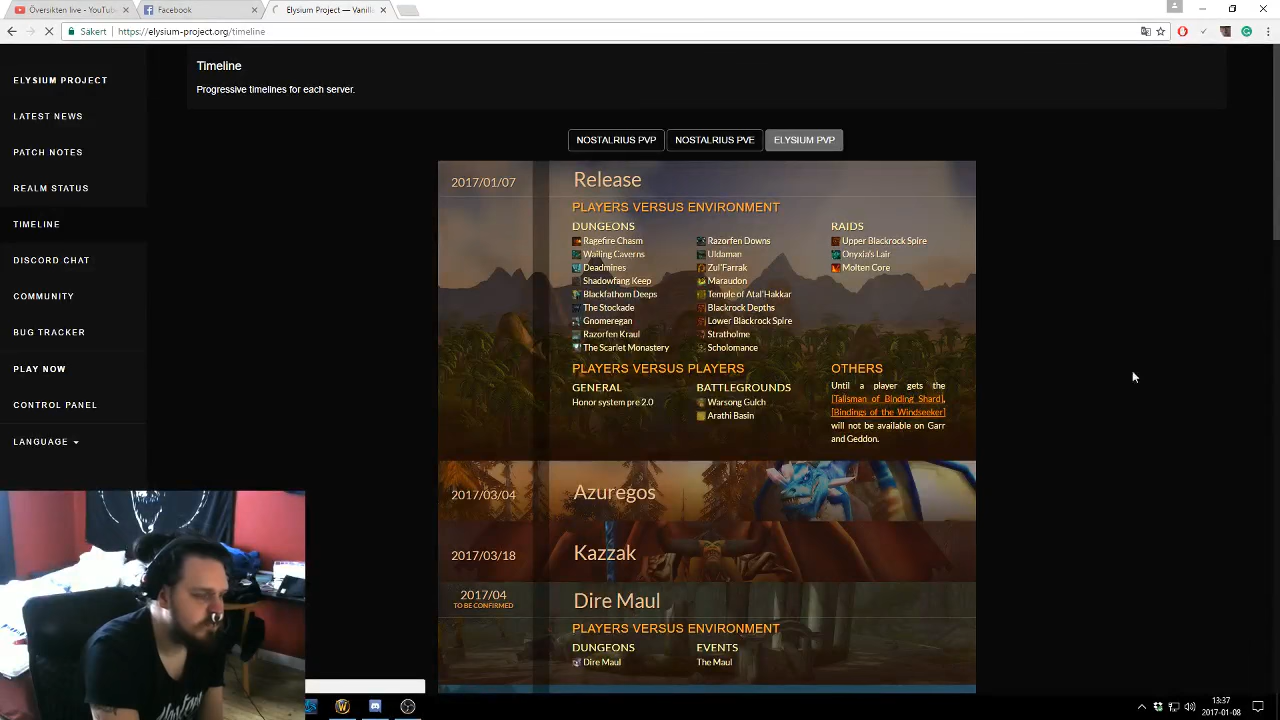 Översikten live - YouTub
Facebook
Elysium Project — Vanill
Säkert
https://elysium-project.org/timeline
ELYSIUM PROJECT
LATEST NEWS
PATCH NOTES
REALM STATUS
TIMELINE
DISCORD CHAT
COMMUNITY
BUG TRACKER
PLAY NOW
CONTROL PANEL
LANGUAGE
Timeline
Progressive timelines for each server.
NOSTALRIUS PVP
NOSTALRIUS PVE
ELYSIUM PVP
2017/01/07
Release
PLAYERS VERSUS ENVIRONMENT
DUNGEONS
Ragefire Chasm
Wailing Caverns
Deadmines
Shadowfang Keep
Blackfathom Deeps
The Stockade
Gnomeregan
Razorfen Kraul
The Scarlet Monastery
Razorfen Downs
Uldaman
Zul'Farrak
Maraudon
Temple of Atal'Hakkar
Blackrock Depths
Lower Blackrock Spire
Stratholme
Scholomance
RAIDS
Upper Blackrock Spire
Onyxia's Lair
Molten Core
PLAYERS VERSUS PLAYERS
GENERAL
Honor system pre 2.0
BATTLEGROUNDS
Warsong Gulch
Arathi Basin
OTHERS
Until a player gets the
[Talisman of Binding Shard],
[Bindings of the Windseeker]
will not be available on Garr
and Geddon.
2017/03/04
Azuregos
2017/03/18
Kazzak
2017/04
TO BE CONFIRMED
Dire Maul
PLAYERS VERSUS ENVIRONMENT
DUNGEONS
Dire Maul
EVENTS
The Maul
13:37
2017-01-08